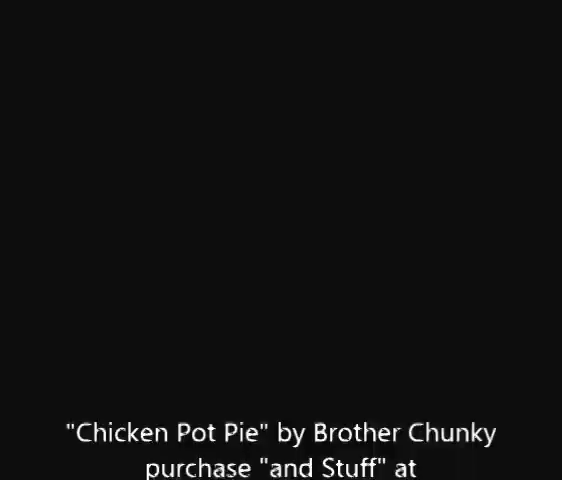 "Chicken Pot Pie" by Brother Chunky
purchase "and Stuff" at